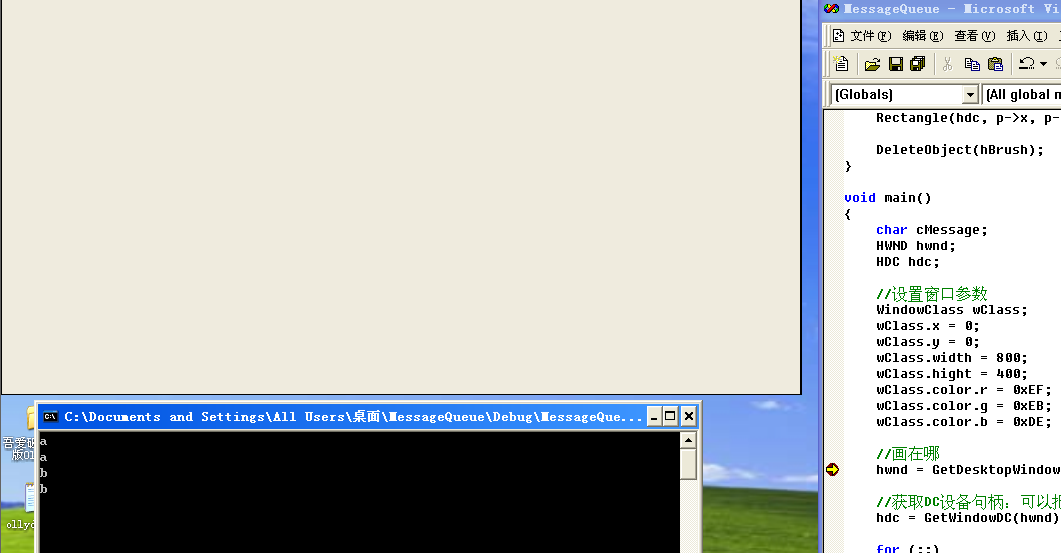 MessageQueue - Microsoft Vi
文件(F) 编辑(E) 查看(V) 插入(I)
(Globals) (All global m
Rectangle(hdc, p->x, p-
DeleteObject(hBrush);
}
void main()
{
char cMessage;
HWND hwnd;
HDC hdc;
//设置窗口参数
WindowClass wClass;
wClass.x = 0;
wClass.y = 0;
wClass.width = 800;
wClass.hight = 400;
wClass.color.r = 0xEF;
wClass.color.g = 0xEB;
wClass.color.b = 0xDE;
//画在哪
hwnd = GetDesktopWindow
//获取DC设备句柄：可以把
hdc = GetWindowDC(hwnd)
for (;;)
C:\Documents and Settings\All Users\桌面\MessageQueue\Debug\MessageQue...
a
a
b
b
吾爱破
版01
ollyd